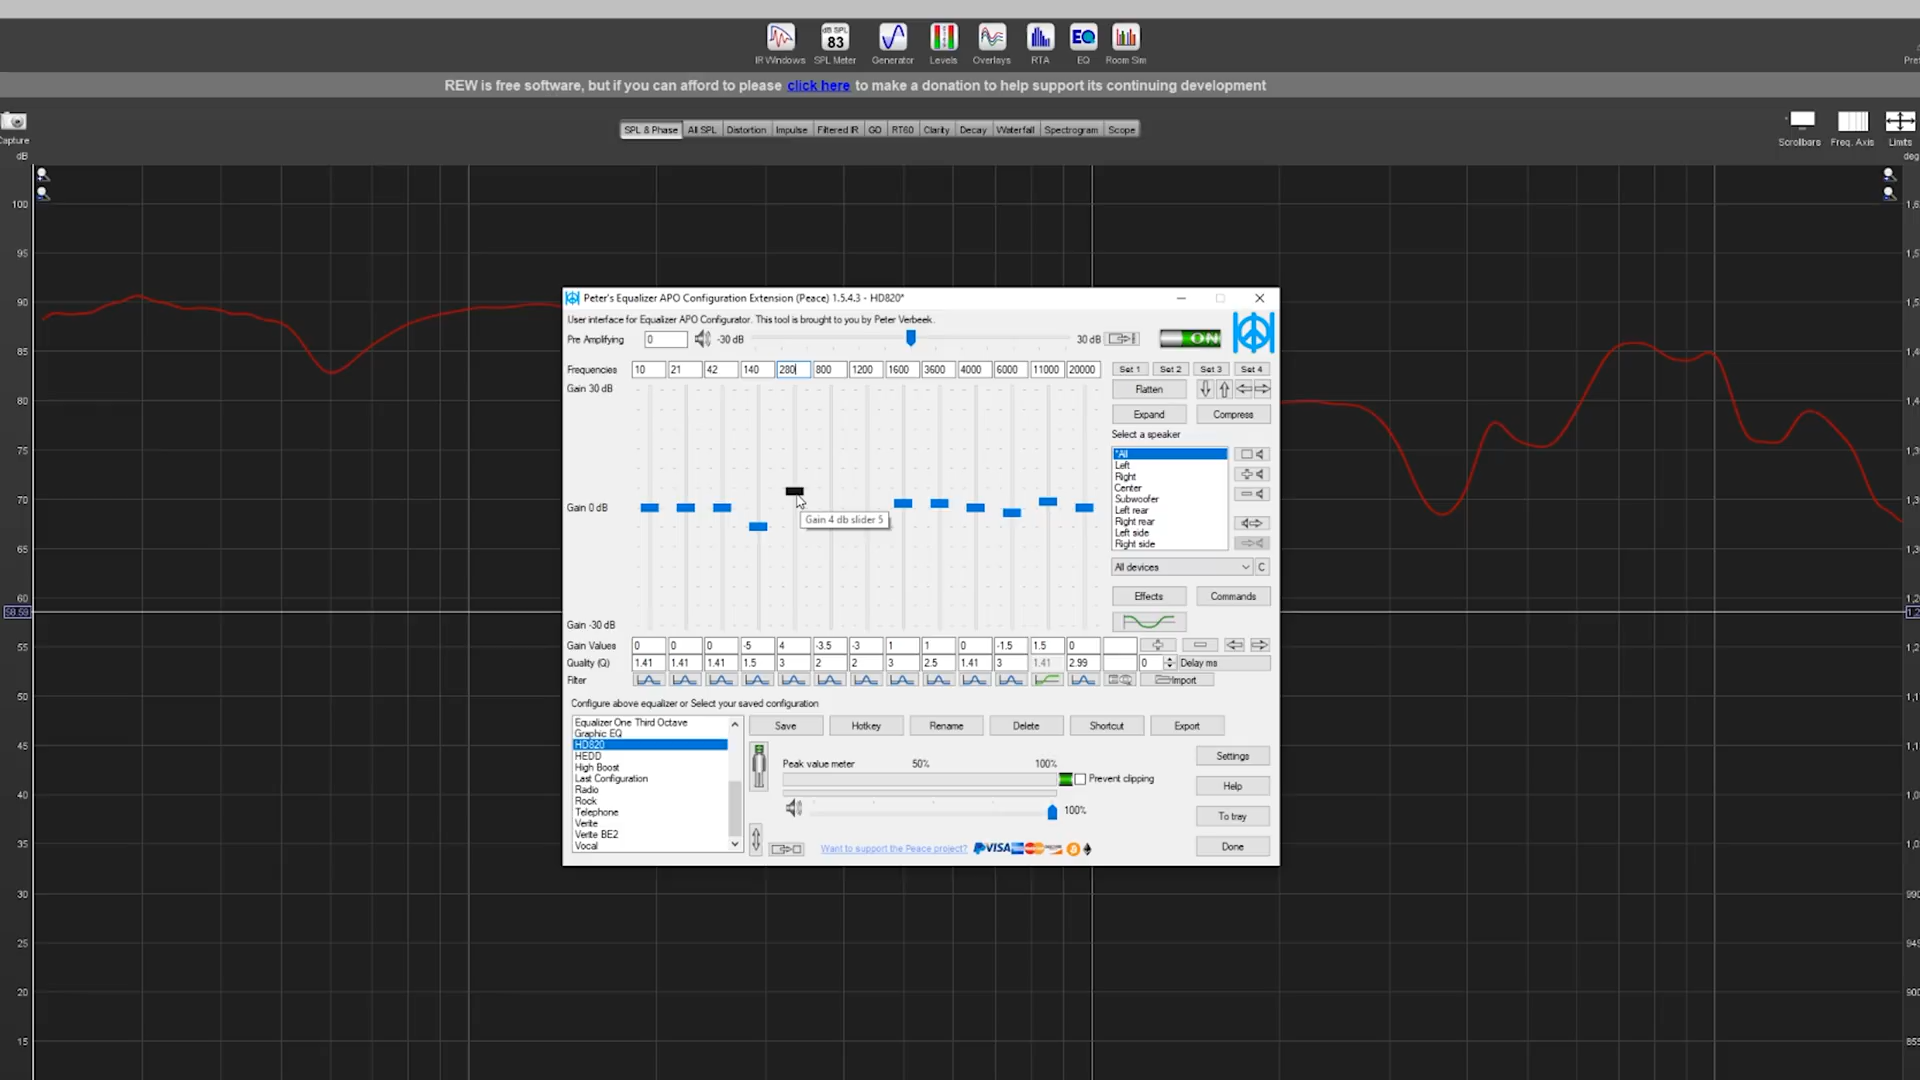 IR Windows
dB SPL
83
SPL Meter
Generator
Levels
Overlays
RTA
EQ
EQ
Room Sim
REW is free software, but if you can afford to please click here to make a donation to help support its continuing development
SPL & Phase All SPL Distortion Impulse Filtered IR GD RT60 Clarity Decay Waterfall Spectrogram Scope
Scrollbars Freq. Axis Limits
dB
deg
100
95
90
85
80
75
70
65
60
58.59
55
50
45
40
35
30
25
20
15
Peter's Equalizer APO Configuration Extension (Peace) 1.5.4.3 - HD820*
User interface for Equalizer APO Configurator. This tool is brought to you by Peter Verbeek.
Pre Amplifying 0 -30 dB 30 dB ON
Frequencies 10 21 42 140 280 800 1200 1600 3600 4000 6000 11000 20000 Set 1 Set 2 Set 3 Set 4
Gain 30 dB
Flatten
Expand Compress
Select a speaker
*All
Left
Right
Center
Subwoofer
Left rear
Right rear
Left side
Right side
Gain 0 dB
Gain 4 db slider 5
All devices C
Effects Commands
Gain -30 dB
Gain Values 0 0 0 -5 4 -3.5 -3 1 1 0 -1.5 1.5 0
Quality (Q) 1.41 1.41 1.41 1.5 3 2 2 3 2.5 1.41 3 1.41 2.99 0 Delay ms
Filter Import
Configure above equalizer or Select your saved configuration
Equalizer One Third Octave
Graphic EQ
HD820
HEDD
High Boost
Last Configuration
Radio
Rock
Telephone
Verite
Verite BE2
Vocal
Save Hotkey Rename Delete Shortcut Export
Peak value meter 50% 100%
Prevent clipping
100%
Settings
Help
To tray
Done
Want to support the Peace project?
VISA